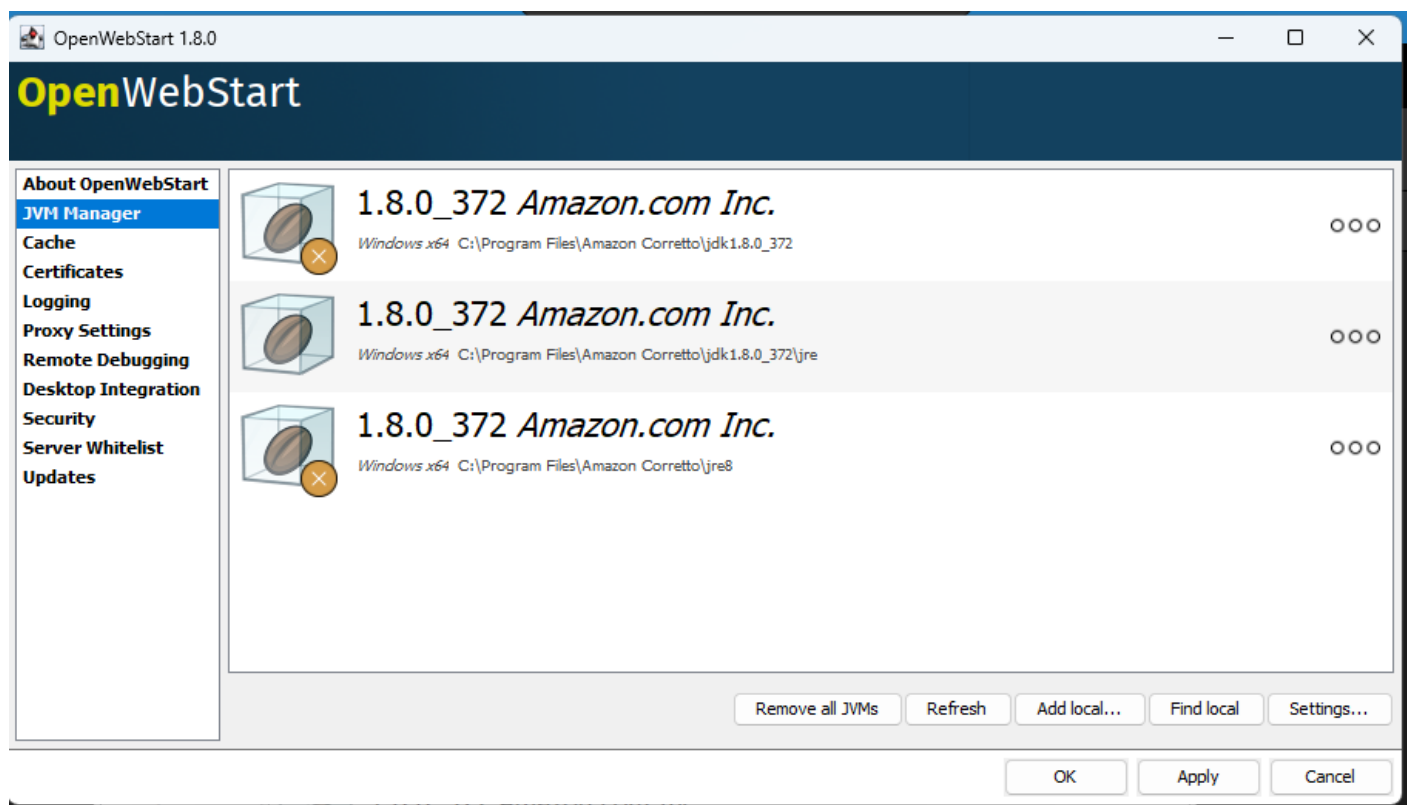 OpenWebStart 1.8.0
OpenWebStart
About OpenWebStart
JVM Manager
Cache
Certificates
Logging
Proxy Settings
Remote Debugging
Desktop Integration
Security
Server Whitelist
Updates
1.8.0_372 Amazon.com Inc.
Windows x64 C:\Program Files\Amazon Corretto\jdk1.8.0_372
1.8.0_372 Amazon.com Inc.
Windows x64 C:\Program Files\Amazon Corretto\jdk1.8.0_372\jre
1.8.0_372 Amazon.com Inc.
Windows x64 C:\Program Files\Amazon Corretto\jre8
Remove all JVMs Refresh Add local... Find local Settings...
OK Apply Cancel